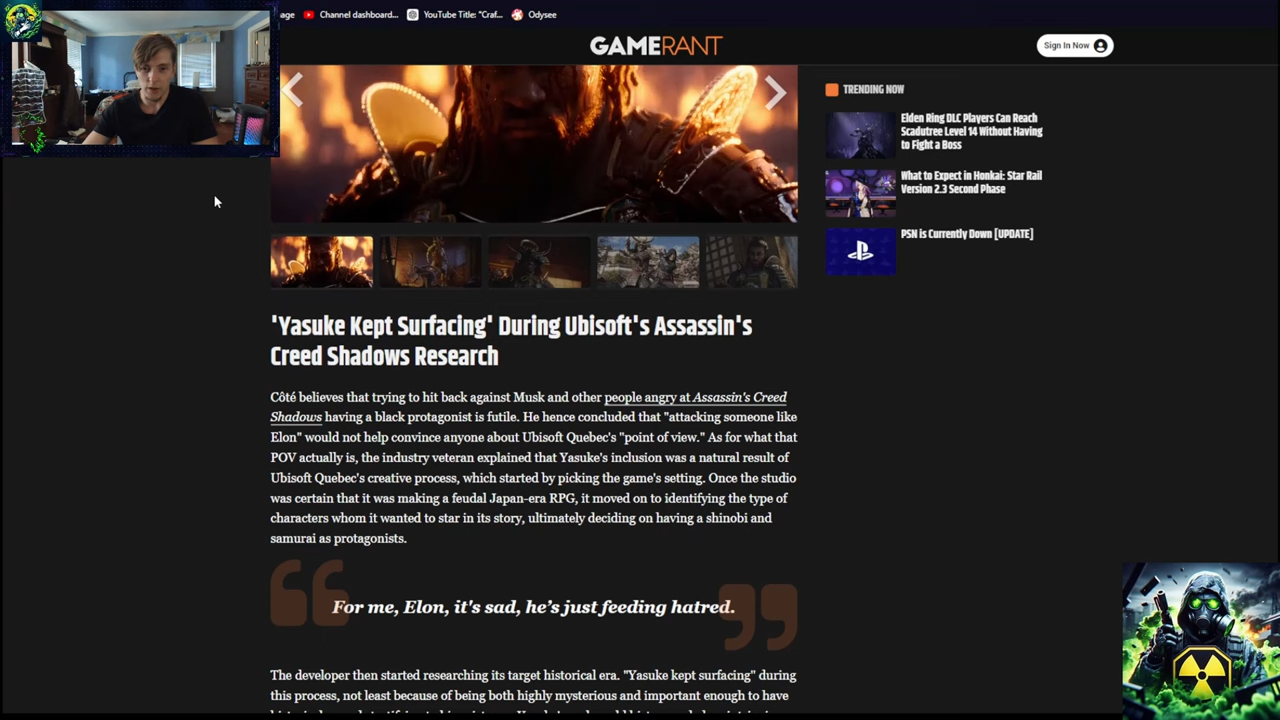 age
Channel dashboard...
YouTube Title: "Craf...
Odysee
GAMERANT
Sign In Now
TRENDING NOW
Elden Ring DLC Players Can Reach
Scadutree Level 14 Without Having
to Fight a Boss
What to Expect in Honkai: Star Rail
Version 2.3 Second Phase
PSN is Currently Down [UPDATE]
'Yasuke Kept Surfacing' During Ubisoft's Assassin's
Creed Shadows Research
Côté believes that trying to hit back against Musk and other people angry at Assassin's Creed
Shadows having a black protagonist is futile. He hence concluded that "attacking someone like
Elon" would not help convince anyone about Ubisoft Quebec's "point of view." As for what that
POV actually is, the industry veteran explained that Yasuke's inclusion was a natural result of
Ubisoft Quebec's creative process, which started by picking the game's setting. Once the studio
was certain that it was making a feudal Japan-era RPG, it moved on to identifying the type of
characters whom it wanted to star in its story, ultimately deciding on having a shinobi and
samurai as protagonists.
For me, Elon, it's sad, he's just feeding hatred.
The developer then started researching its target historical era. "Yasuke kept surfacing" during
this process, not least because of being both highly mysterious and important enough to have